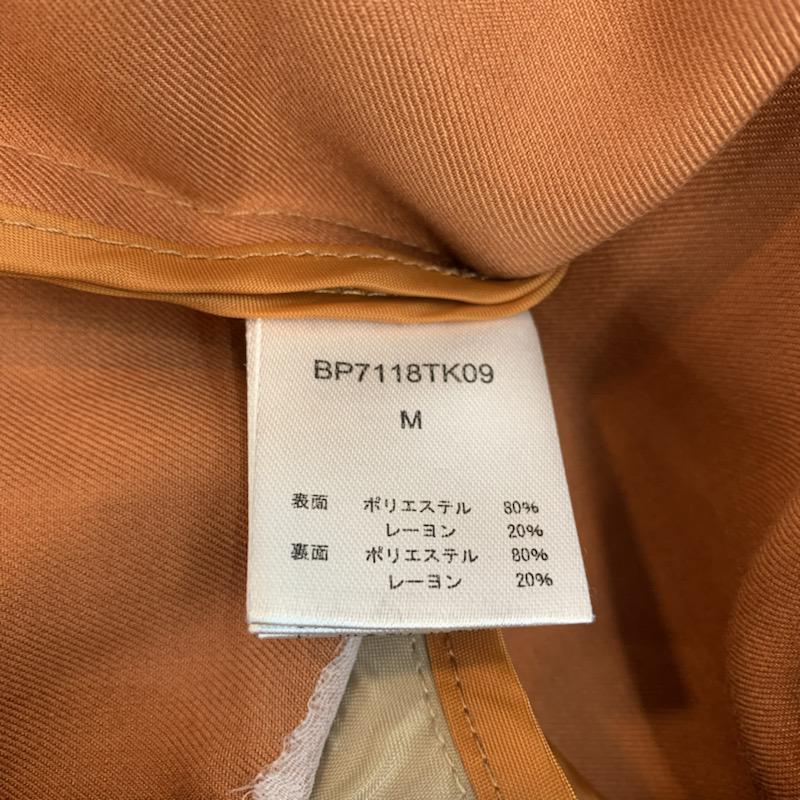 BP7118TK09
M
表面 ポリエステル 80%
レーヨン 20%
裏面 ポリエステル 80%
レーヨン 20%